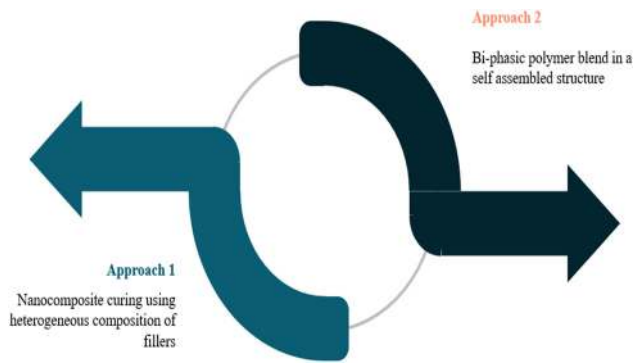 Approach 2
Bi-phasic polymer blend in a
self assembled structure
Approach 1
Nanocomposite curing using
heterogeneous composition of
fillers